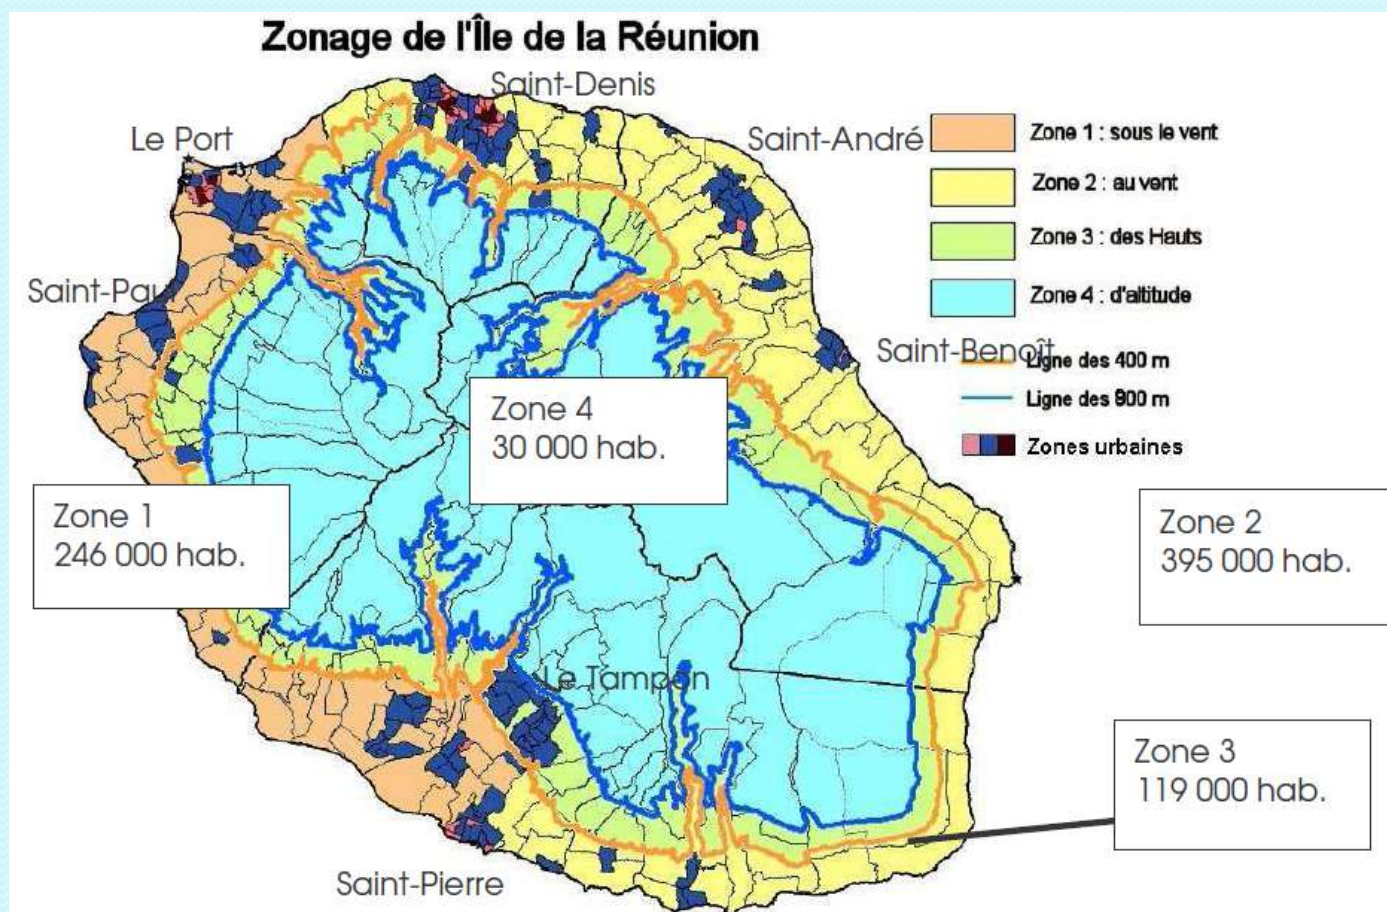 Zonage de l'Île de la Réunion
Saint-Denis
Le Port
Saint-André
Zone 1 : sous le vent
Zone 2 : au vent
Zone 3 : des Hauts
Zone 4 : d'altitude
Saint-Pau
Saint-Benoît
Ligne des 400 m
Ligne des 800 m
Zones urbaines
Zone 4
30 000 hab.
Zone 1
246 000 hab.
Zone 2
395 000 hab.
Le Tampon
Zone 3
119 000 hab.
Saint-Pierre